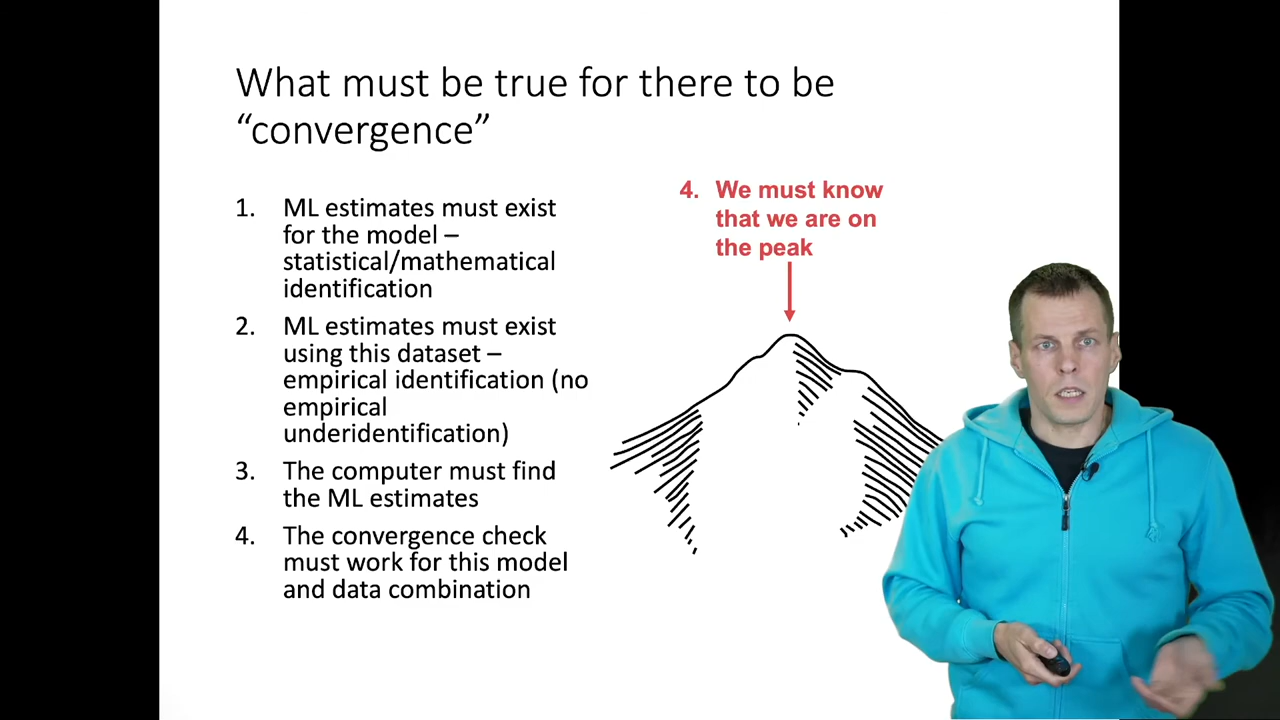 What must be true for there to be
“convergence”
1. ML estimates must exist
for the model –
statistical/mathematical
identification
2. ML estimates must exist
using this dataset –
empirical identification (no
empirical
underidentification)
3. The computer must find
the ML estimates
4. The convergence check
must work for this model
and data combination
4. We must know
that we are on
the peak